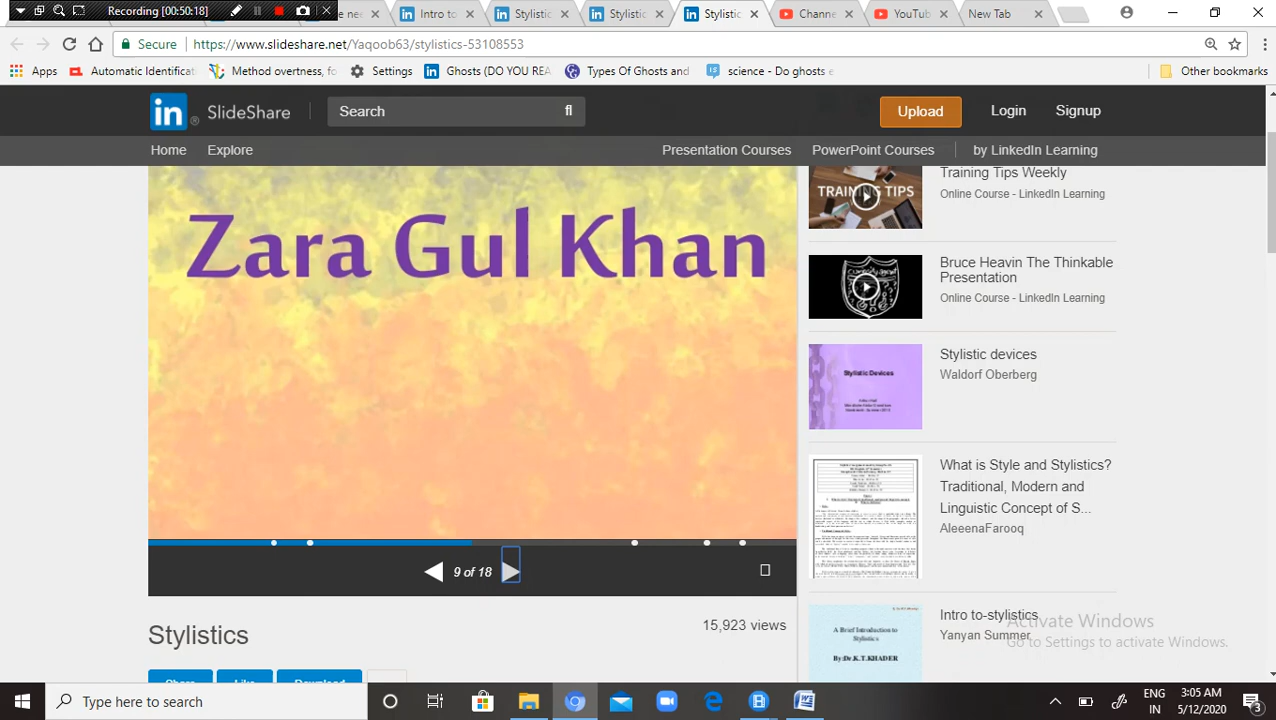 Recording [00:50:18]
Intro
Stylistic
Stylistic
Stylistic
Channe
YouTub
New Tab
Secure
https://www.slideshare.net/Yaqoob63/stylistics-53108553
Apps
Automatic Identificat
Method overtness, fo
Settings
Ghosts (DO YOU REA
Types Of Ghosts and
science - Do ghosts e
Other bookmarks
in SlideShare
Search
Upload
Login
Signup
Home
Explore
Presentation Courses
PowerPoint Courses
by LinkedIn Learning
Zara Gul Khan
TRAINING TIPS
Training Tips Weekly
Online Course - LinkedIn Learning
Bruce Heavin The Thinkable
Presentation
Online Course - LinkedIn Learning
Stylistic Devices
Stylistic devices
Waldorf Oberberg
What is Style and Stylistics?
Traditional, Modern and
Linguistic Concept of S...
AleenaFarooq
of 18
A Brief Introduction to
Stylistics
By:Dr.K.T.KHADER
Intro to-stylistics
Yanyan Summer
Stylistics
15,923 views
Share
Like
Download
Activate Windows
Go to Settings to activate Windows.
Type here to search
ENG
IN
3:05 AM
5/12/2020
3